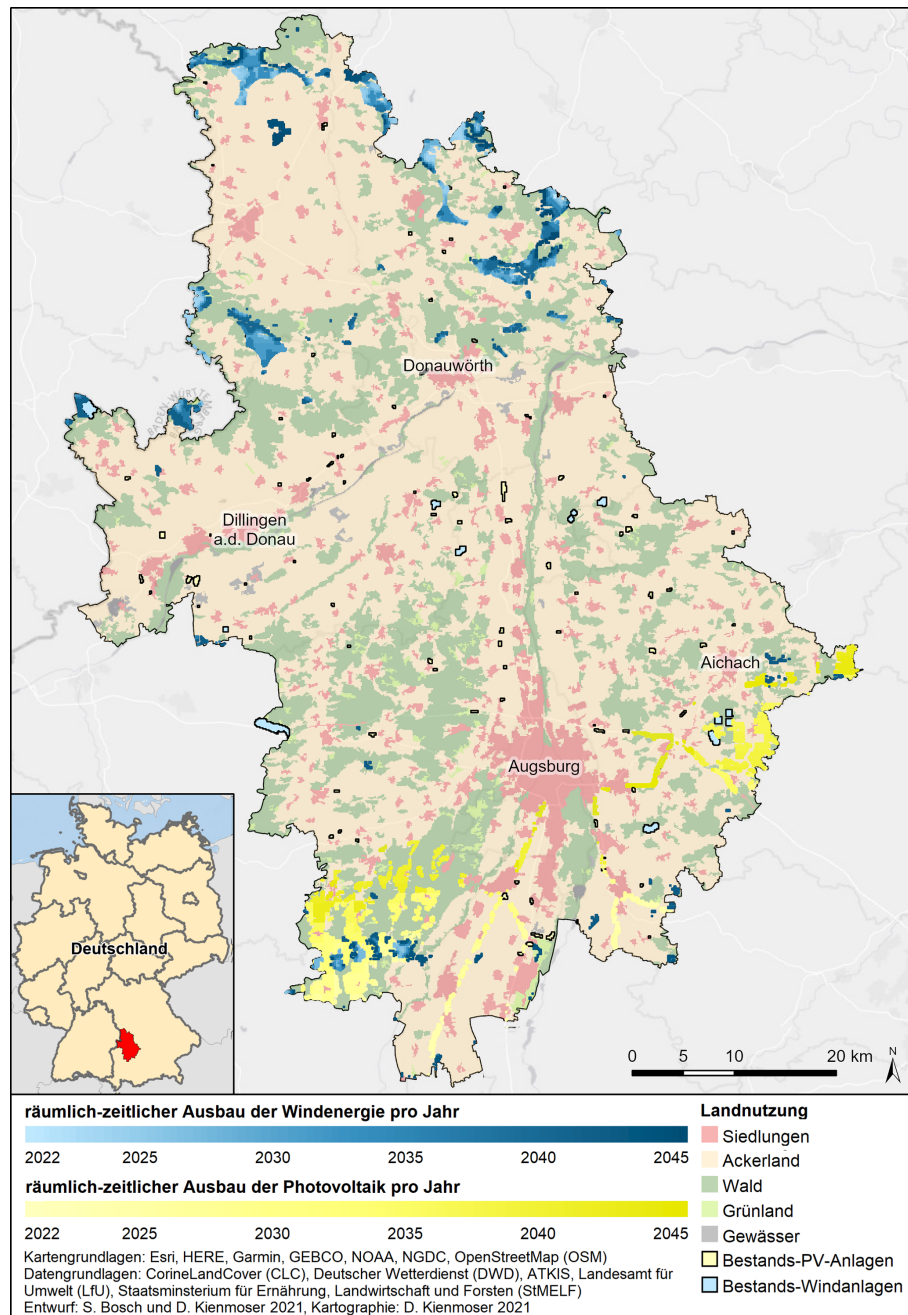 Donauwörth
BADEN-WÜRTT
Dillingen
a.d. Donau
Aichach
Augsburg
Deutschland
0 5 10 20 km
N
räumlich-zeitlicher Ausbau der Windenergie pro Jahr
2022 2025 2030 2035 2040 2045
räumlich-zeitlicher Ausbau der Photovoltaik pro Jahr
2022 2025 2030 2035 2040 2045
Kartengrundlagen: Esri, HERE, Garmin, GEBCO, NOAA, NGDC, OpenStreetMap (OSM)
Datengrundlagen: CorineLandCover (CLC), Deutscher Wetterdienst (DWD), ATKIS, Landesamt für
Umwelt (LfU), Staatsministerium für Ernährung, Landwirtschaft und Forsten (StMELF)
Entwurf: S. Bosch und D. Kienmoser 2021, Kartographie: D. Kienmoser 2021
Landnutzung
Siedlungen
Ackerland
Wald
Grünland
Gewässer
Bestands-PV-Anlagen
Bestands-Windanlagen